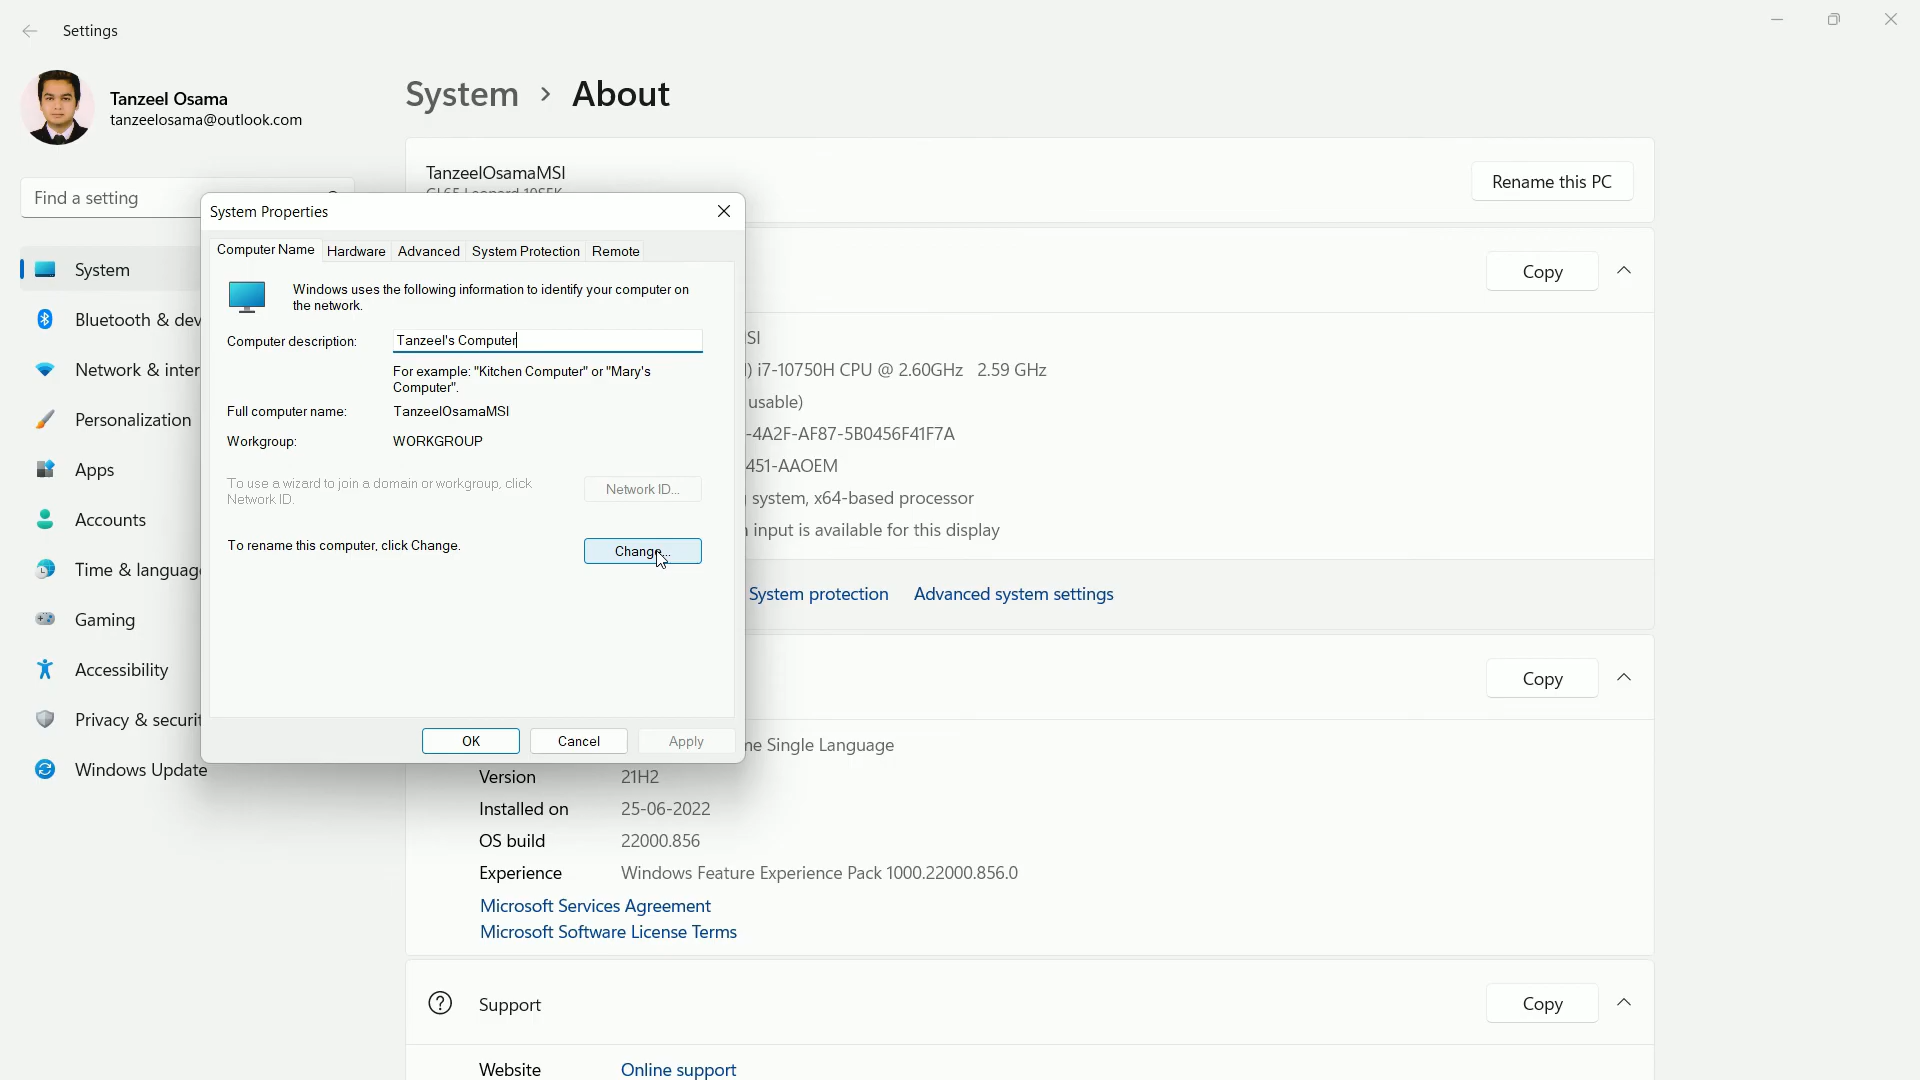 Settings
Tanzeel Osama
tanzeelosama@outlook.com
System > About
TanzeelOsamaMSI
Rename this PC
Find a setting
System Properties
Computer Name
Hardware
Advanced
System Protection
Remote
Windows uses the following information to identify your computer on
the network.
Computer description:
Tanzeel's Computer
For example: "Kitchen Computer" or "Mary's
Computer".
Full computer name:
TanzeelOsamaMSI
Workgroup:
WORKGROUP
To use a wizard to join a domain or workgroup, click
Network ID.
Network ID...
To rename this computer, click Change.
Change...
OK
Cancel
Apply
System
Bluetooth & dev
Network & inter
Personalization
Apps
Accounts
Time & languag
Gaming
Accessibility
Privacy & securit
Windows Update
Copy
SI
) i7-10750H CPU @ 2.60GHz 2.59 GHz
usable)
-4A2F-AF87-5B0456F41F7A
451-AAOEM
system, x64-based processor
input is available for this display
System protection
Advanced system settings
Copy
ne Single Language
Version 21H2
Installed on 25-06-2022
OS build 22000.856
Experience Windows Feature Experience Pack 1000.22000.856.0
Microsoft Services Agreement
Microsoft Software License Terms
Support
Copy
Website Online support